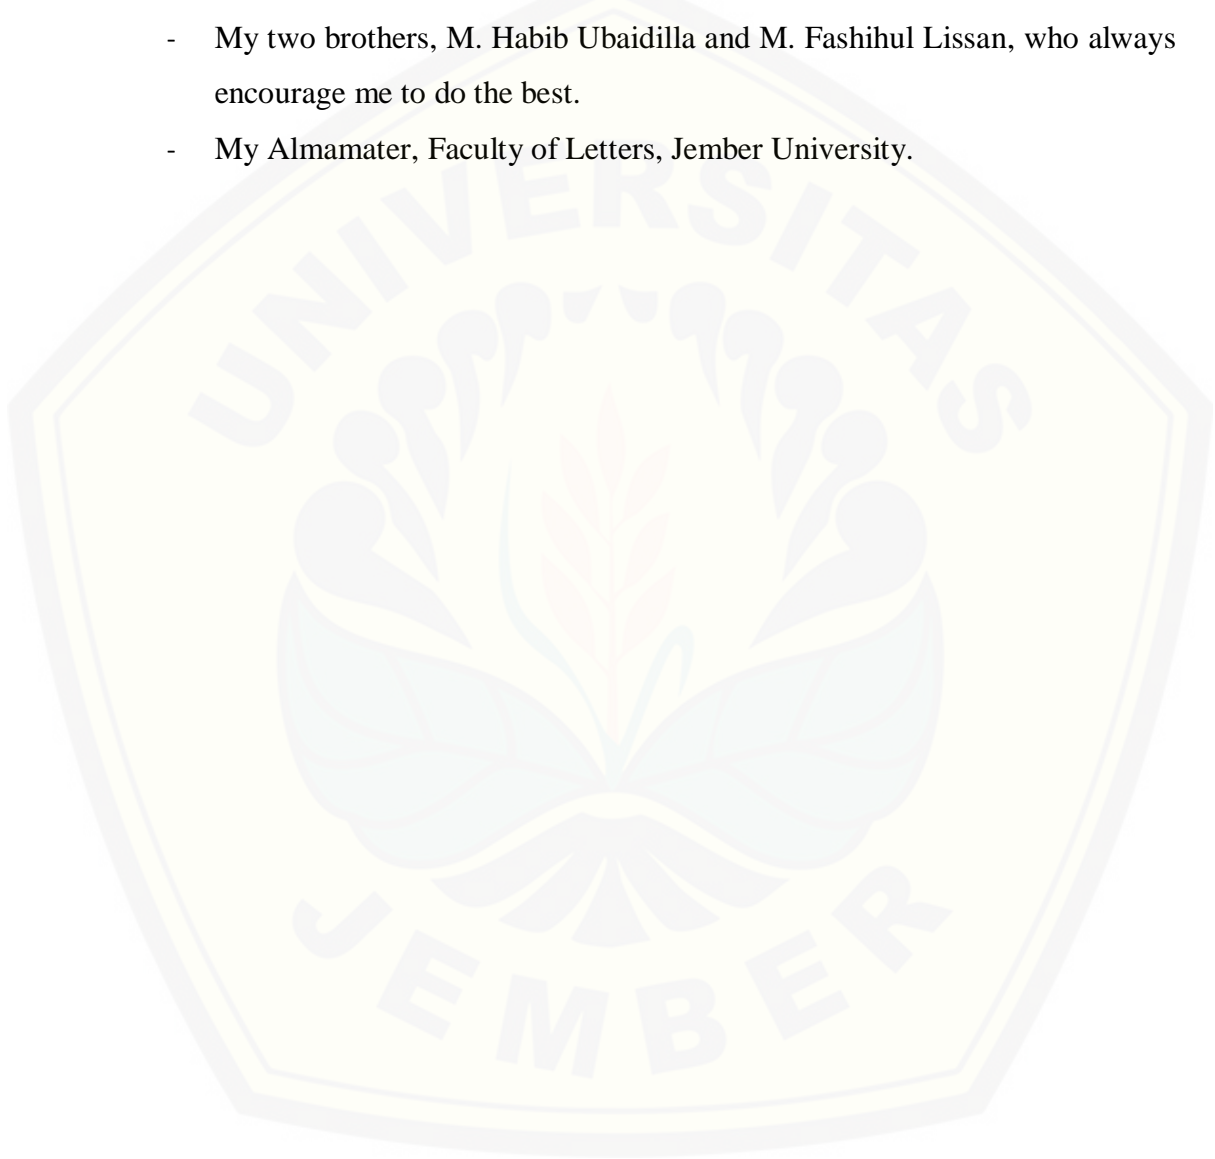 - My two brothers, M. Habib Ubaidilla and M. Fashihul Lissan, who always
encourage me to do the best.
- My Almamater, Faculty of Letters, Jember University.
UNIVERSITAS
JEMBER